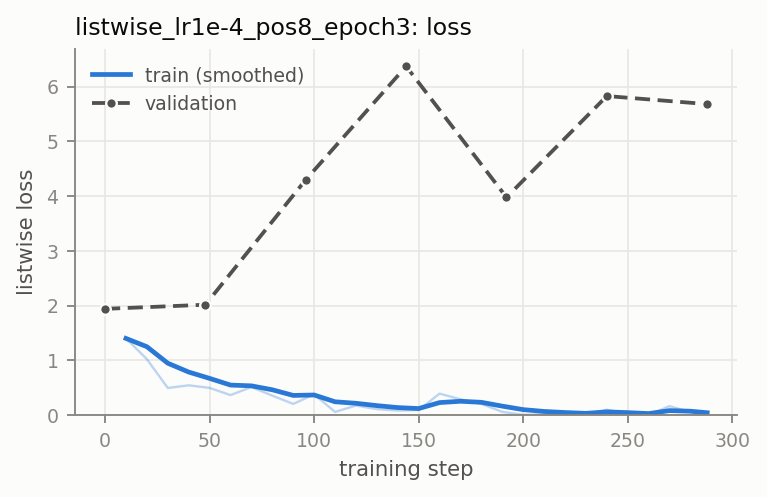 listwise_lr1e-4_pos8_epoch3: loss
train (smoothed)
validation
listwise loss
6
5
4
3
2
1
0
0 50 100 150 200 250 300
training step